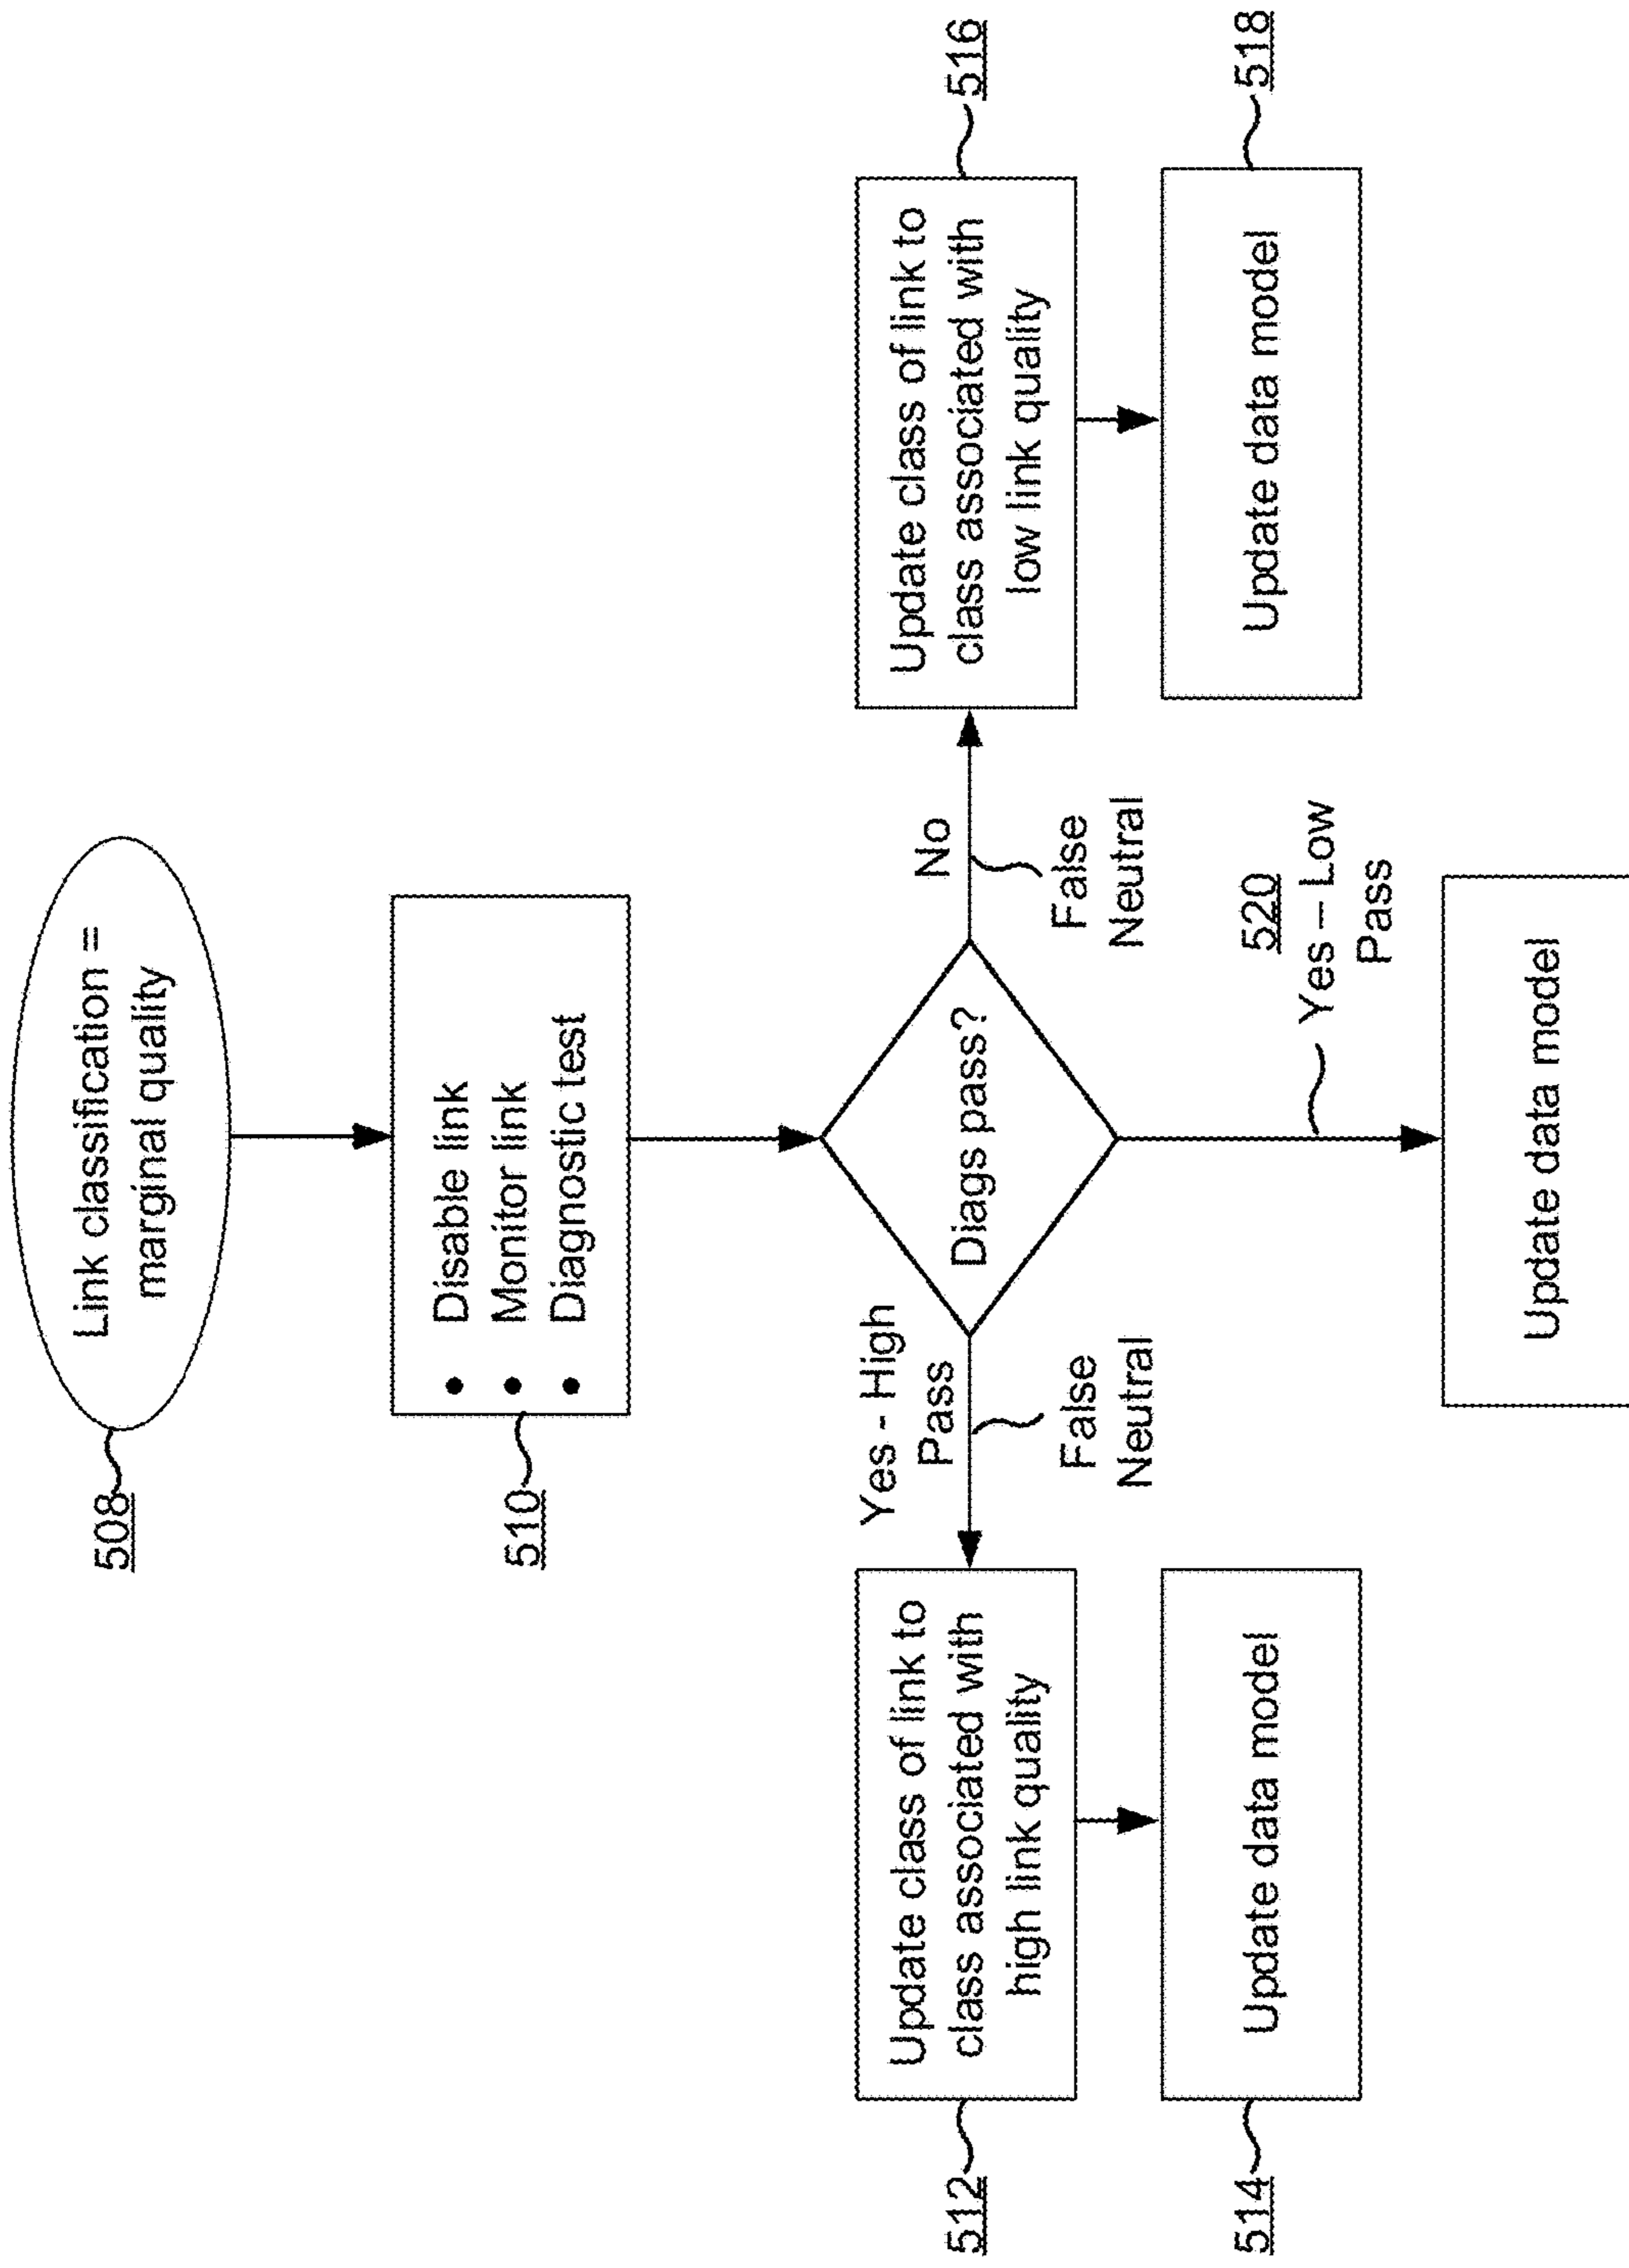 Link classification =
marginal quality
508
• Disable link
• Monitor link
• Diagnostic test
510
Diags pass?
Yes - High
Pass
False
Neutral
No
False
Neutral
Update class of link to
class associated with
high link quality
512
Update class of link to
class associated with
low link quality
516
Update data model
514
Update data model
518
520
Yes – Low
Pass
Update data model